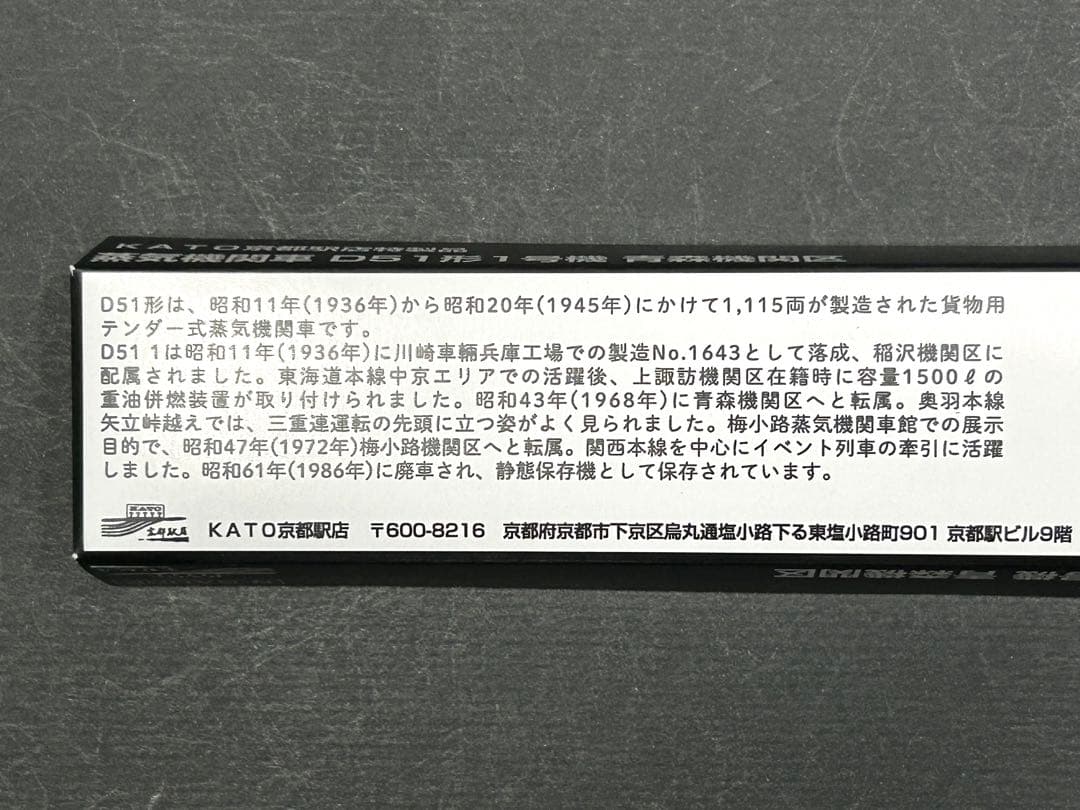 KATO京都駅店特製品
蒸気機関車 D51形1号機 青森機関区
D51形は、昭和11年(1936年)から昭和20年(1945年)にかけて1,115両が製造された貨物用
テンダー式蒸気機関車です。
D51 1は昭和11年(1936年)に川崎車輛兵庫工場での製造No.1643として落成、稲沢機関区に
配属されました。東海道本線中京エリアでの活躍後、上諏訪機関区在籍時に容量1500ℓの
重油併燃装置が取り付けられました。昭和43年(1968年)に青森機関区へと転属。奥羽本線
矢立峠越えでは、三重連運転の先頭に立つ姿がよく見られました。梅小路蒸気機関車館での展示
目的で、昭和47年(1972年)梅小路機関区へと転属。関西本線を中心にイベント列車の牽引に活躍
しました。昭和61年(1986年)に廃車され、静態保存機として保存されています。
KATO
京都駅店
KATO京都駅店 〒600-8216 京都府京都市下京区烏丸通塩小路下る東塩小路町901 京都駅ビル9階
号機 青森機関区